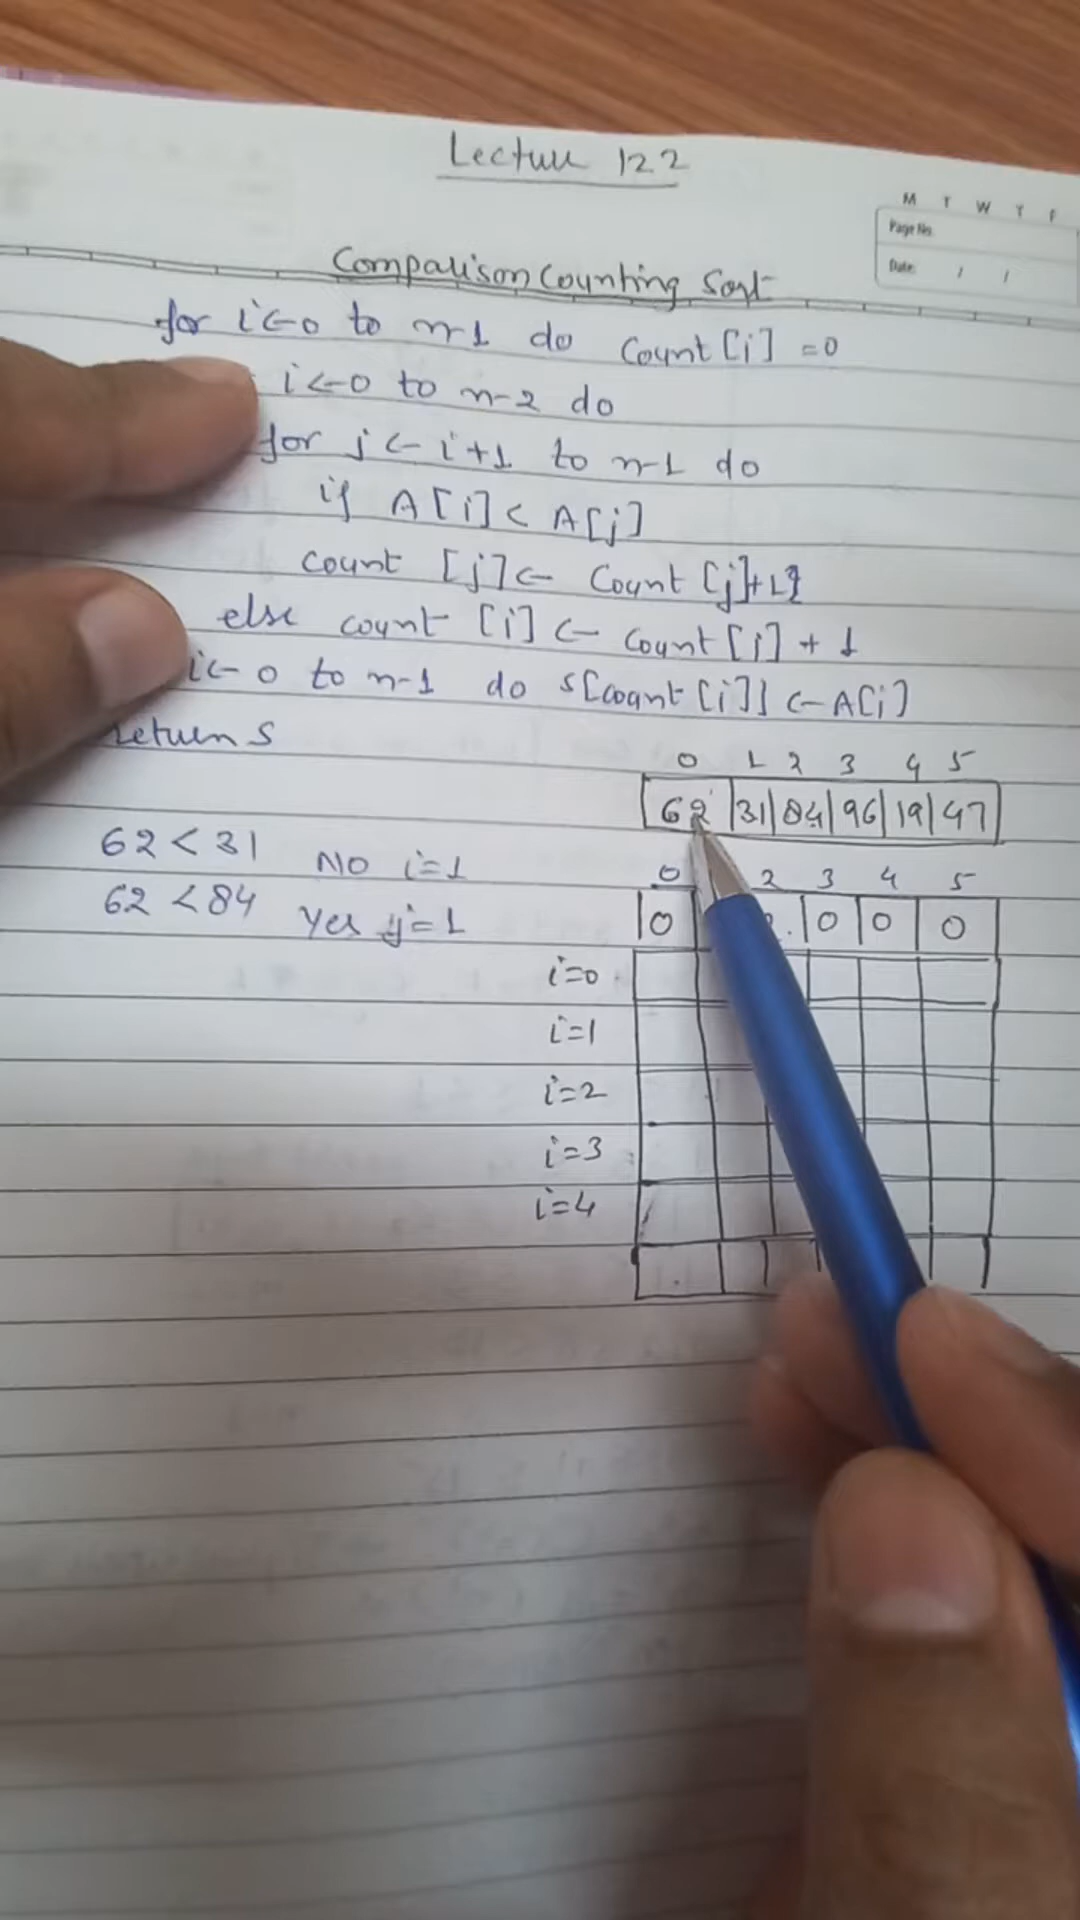 Lecture 122
M T W T F
Page No.
Date: / /
Comparison Counting Sort
for i<-0 to n-1 do Count[i] =0
i<-0 to n-2 do
for j<-i+1 to n-1 do
if A[i]< A[j]
count [j]<- Count [j]+1}
else count [i] <- Count[i] + 1
i<-0 to n-1 do S[Count[i]] <-A[i]
return S
0 1 2 3 4 5
62 31 84 96 19 47
62 < 31 NO i=1
0 2 3 4 5
62 < 84 Yes j=1
0 0 0 0
i=0
i=1
i=2
i=3
i=4